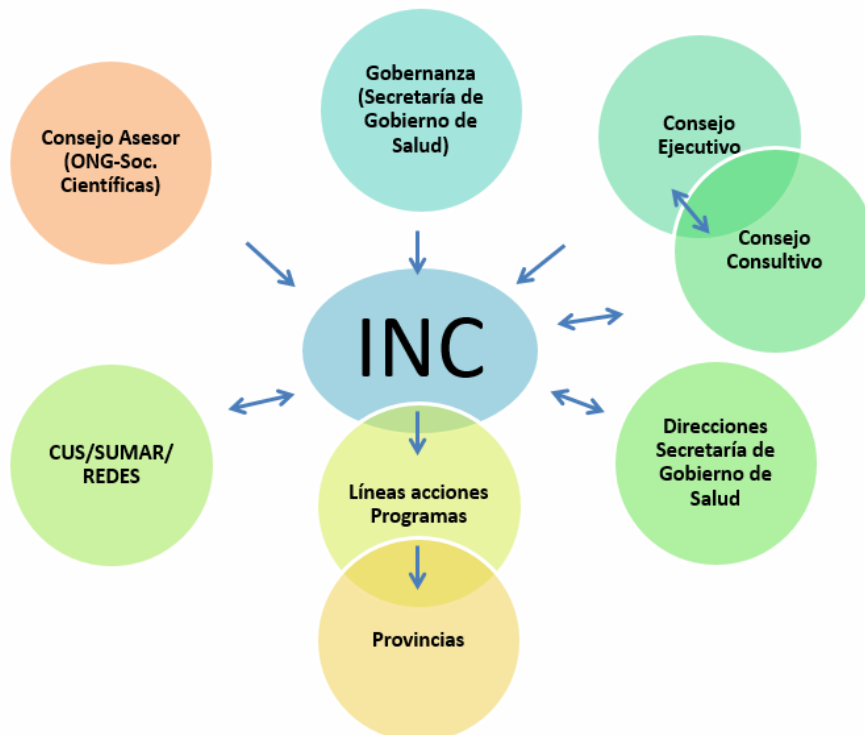 Gobernanza
(Secretaría de
Gobierno de
Salud)
Consejo Asesor
(ONG-Soc.
Científicas)
Consejo
Ejecutivo
Consejo
Consultivo
INC
CUS/SUMAR/
REDES
Líneas acciones
Programas
Direcciones
Secretaría de
Gobierno de
Salud
Provincias